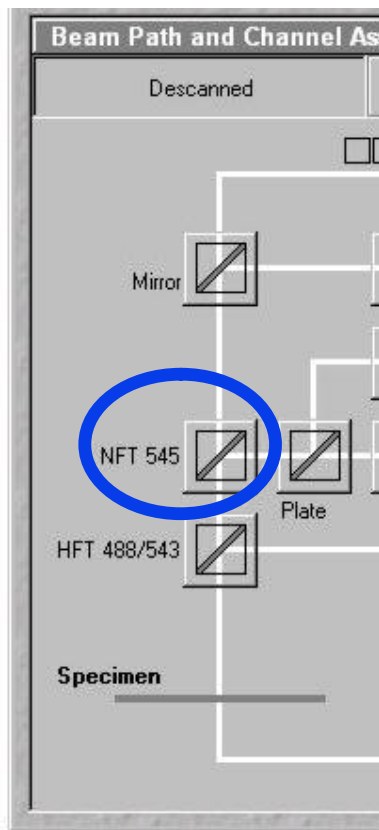 Beam Path and Channel As
Descanned
Mirror
NFT 545
Plate
HFT 488/543
Specimen